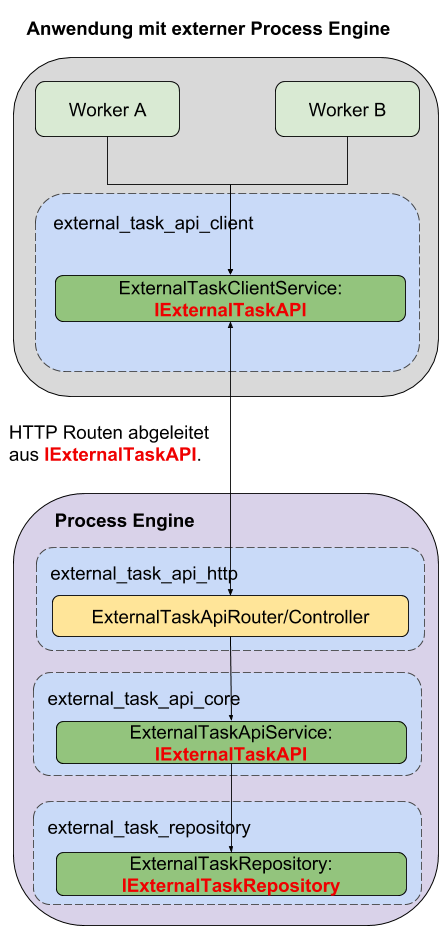 Anwendung mit externer Process Engine
Worker A
Worker B
external_task_api_client
ExternalTaskClientService:
IExternalTaskAPI
HTTP Routen abgeleitet
aus IExternalTaskAPI.
Process Engine
external_task_api_http
ExternalTaskApiRouter/Controller
external_task_api_core
ExternalTaskApiService:
IExternalTaskAPI
external_task_repository
ExternalTaskRepository:
IExternalTaskRepository